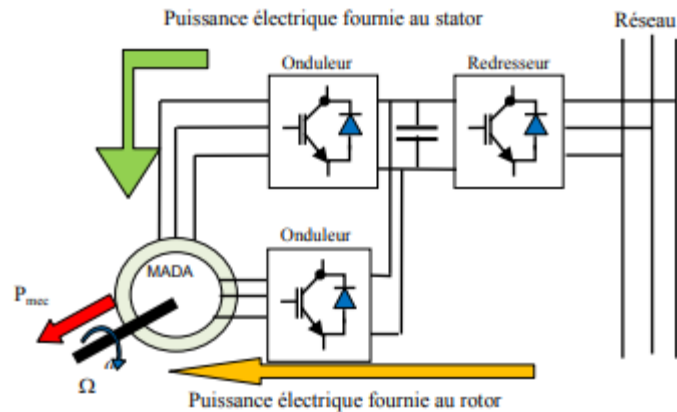 Puissance électrique fournie au stator
Réseau
Onduleur
Redresseur
Onduleur
MADA
Pmec
Ω
Puissance électrique fournie au rotor